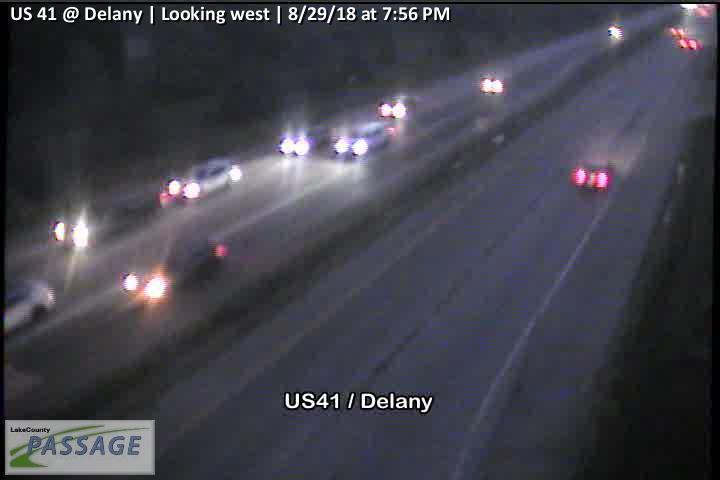 US 41 @ Delany | Looking west | 8/29/18 at 7:56 PM
US41 / Delany
LakeCounty
PASSAGE